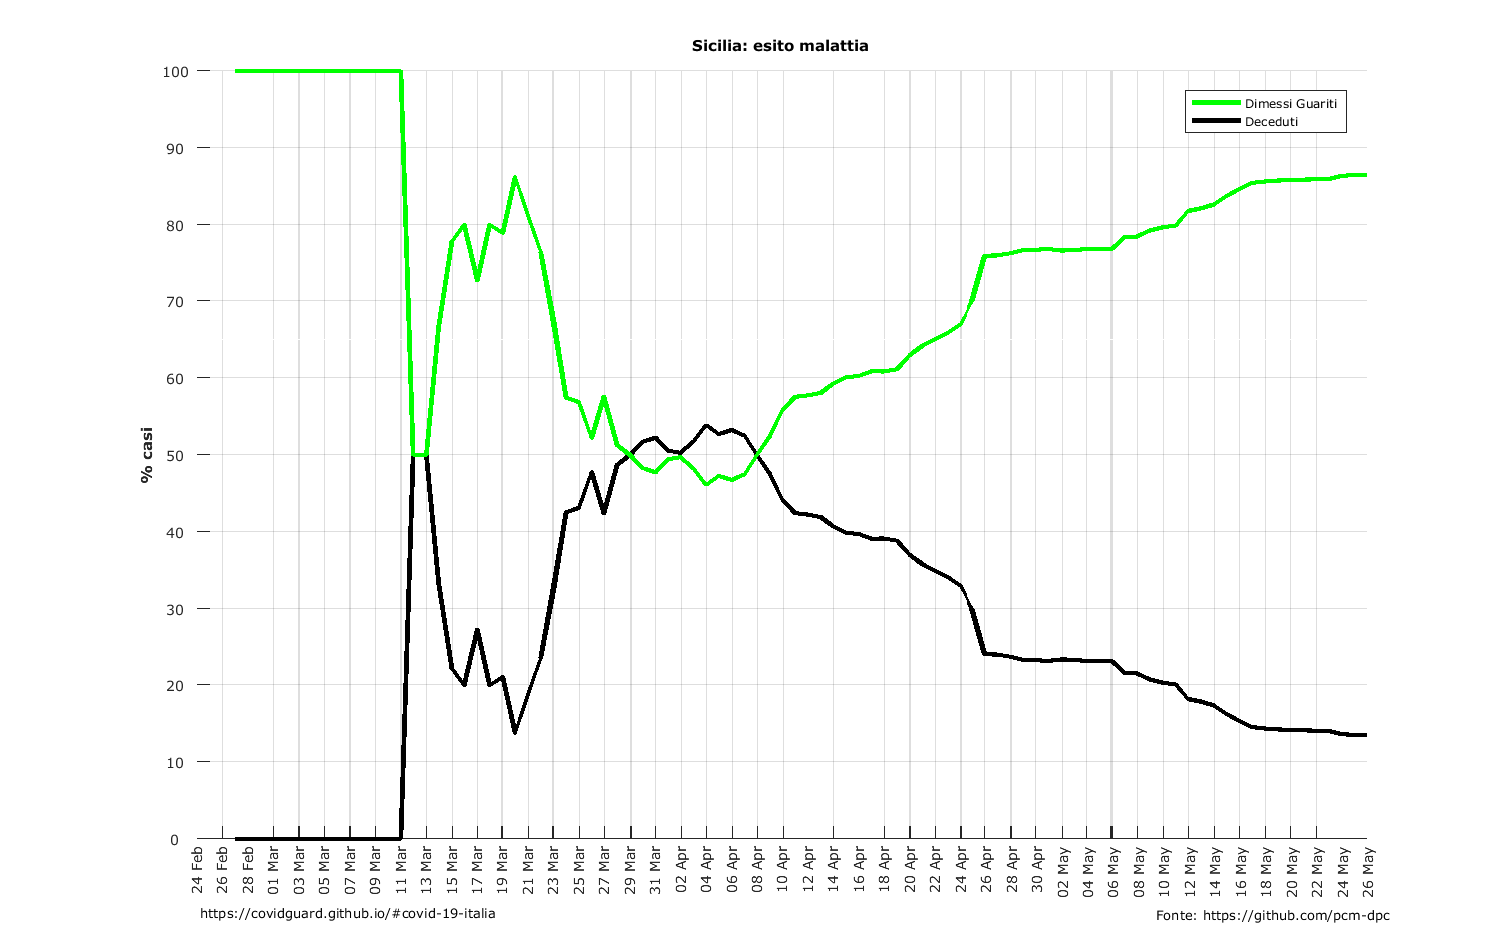 Sicilia: esito malattia
Dimessi Guariti
Deceduti
% casi
100
90
80
70
60
50
40
30
20
10
0
24 Feb
26 Feb
28 Feb
01 Mar
03 Mar
05 Mar
07 Mar
09 Mar
11 Mar
13 Mar
15 Mar
17 Mar
19 Mar
21 Mar
23 Mar
25 Mar
27 Mar
29 Mar
31 Mar
02 Apr
04 Apr
06 Apr
08 Apr
10 Apr
12 Apr
14 Apr
16 Apr
18 Apr
20 Apr
22 Apr
24 Apr
26 Apr
28 Apr
30 Apr
02 May
04 May
06 May
08 May
10 May
12 May
14 May
16 May
18 May
20 May
22 May
24 May
26 May
https://covidguard.github.io/#covid-19-italia
Fonte: https://github.com/pcm-dpc